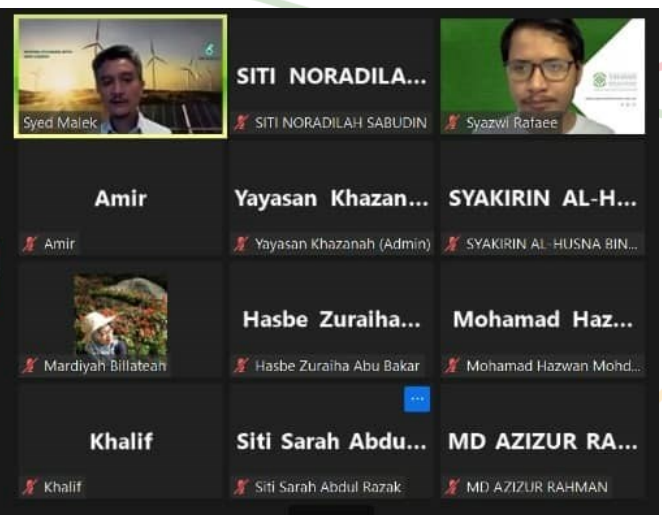 Syed Malek
SITI NORADILA...
SITI NORADILAH SABUDIN
Syazwi Rafaee
Amir
Amir
Yayasan Khazan...
Yayasan Khazanah (Admin)
SYAKIRIN AL-H...
SYAKIRIN AL-HUSNA BIN...
Mardiyah Billateah
Hasbe Zuraiha...
Hasbe Zuraiha Abu Bakar
Mohamad Haz...
Mohamad Hazwan Mohd...
Khalif
Khalif
Siti Sarah Abdu...
...
Siti Sarah Abdul Razak
MD AZIZUR RA...
MD AZIZUR RAHMAN